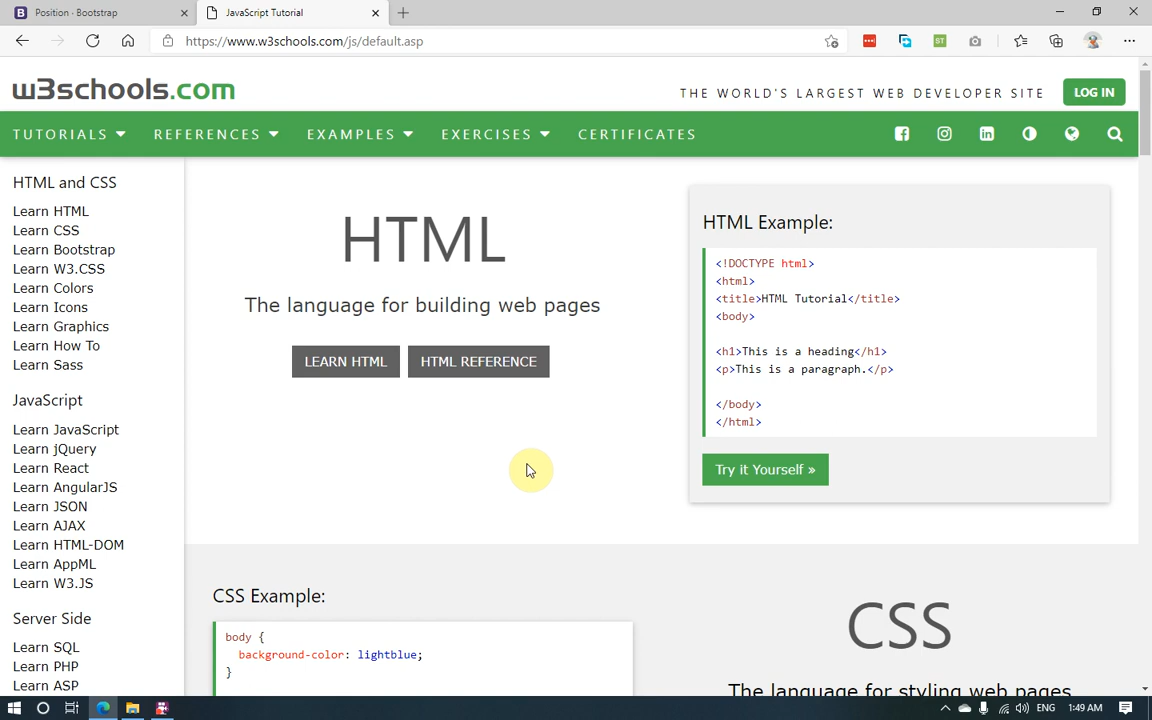 Position · Bootstrap
JavaScript Tutorial
https://www.w3schools.com/js/default.asp
w3schools.com
THE WORLD'S LARGEST WEB DEVELOPER SITE
LOG IN
TUTORIALS REFERENCES EXAMPLES EXERCISES CERTIFICATES
HTML and CSS
Learn HTML
Learn CSS
Learn Bootstrap
Learn W3.CSS
Learn Colors
Learn Icons
Learn Graphics
Learn How To
Learn Sass
JavaScript
Learn JavaScript
Learn jQuery
Learn React
Learn AngularJS
Learn JSON
Learn AJAX
Learn HTML-DOM
Learn AppML
Learn W3.JS
Server Side
Learn SQL
Learn PHP
Learn ASP
HTML
The language for building web pages
LEARN HTML
HTML REFERENCE
HTML Example:
<!DOCTYPE html>
<html>
<title>HTML Tutorial</title>
<body>
<h1>This is a heading</h1>
<p>This is a paragraph.</p>
</body>
</html>
Try it Yourself »
CSS Example:
body {
background-color: lightblue;
}
CSS
The language for styling web pages
ST
ENG
1:49 AM